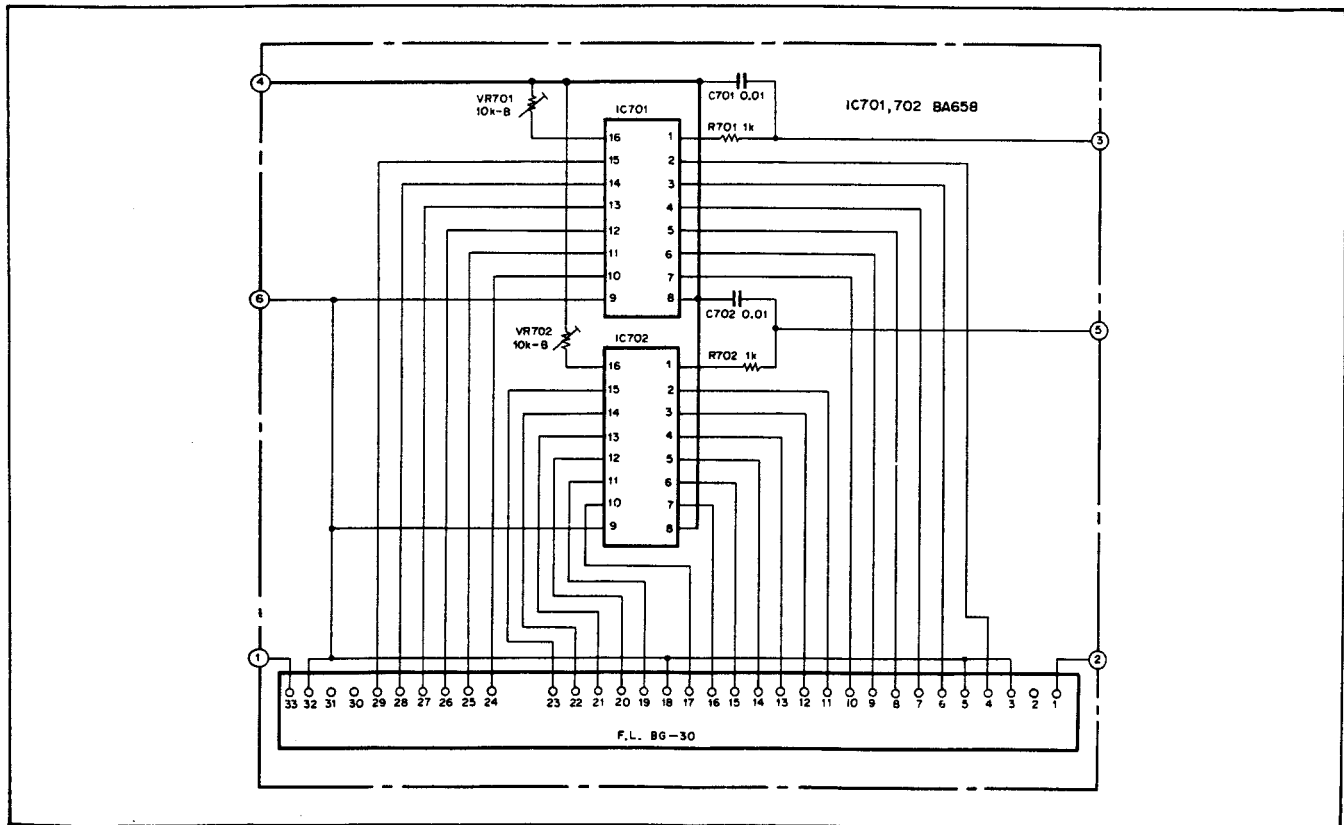 4
VR701
10k-B
C701 0.01
IC701
IC701,702 BA658
R701 1k
3
16 1
15 2
14 3
13 4
12 5
11 6
10 7
9 8
6
C702 0.01
5
VR702
10k-B
IC702
R702 1k
16 1
15 2
14 3
13 4
12 5
11 6
10 7
9 8
1
2
33 32 31 30 29 28 27 26 25 24 23 22 21 20 19 18 17 16 15 14 13 12 11 10 9 8 7 6 5 4 3 2 1
F.L. BG-30